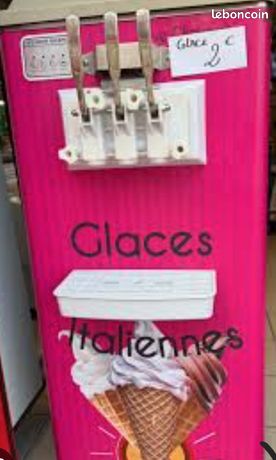 leboncoin
GLACE
2 €
Glaces
Italiennes